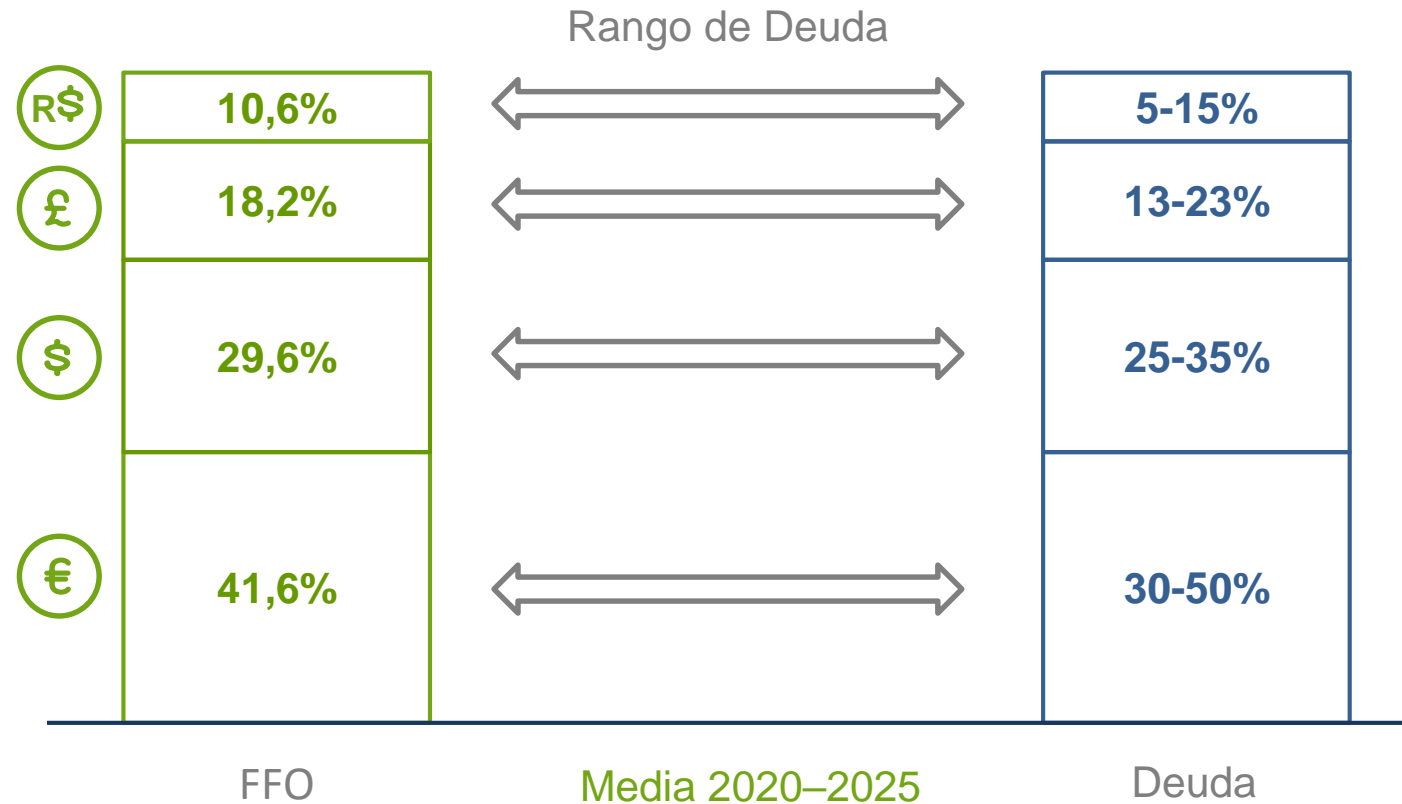 Rango de Deuda
R$ 10,6% 5-15%
£ 18,2% 13-23%
$ 29,6% 25-35%
€ 41,6% 30-50%
FFO Media 2020–2025 Deuda